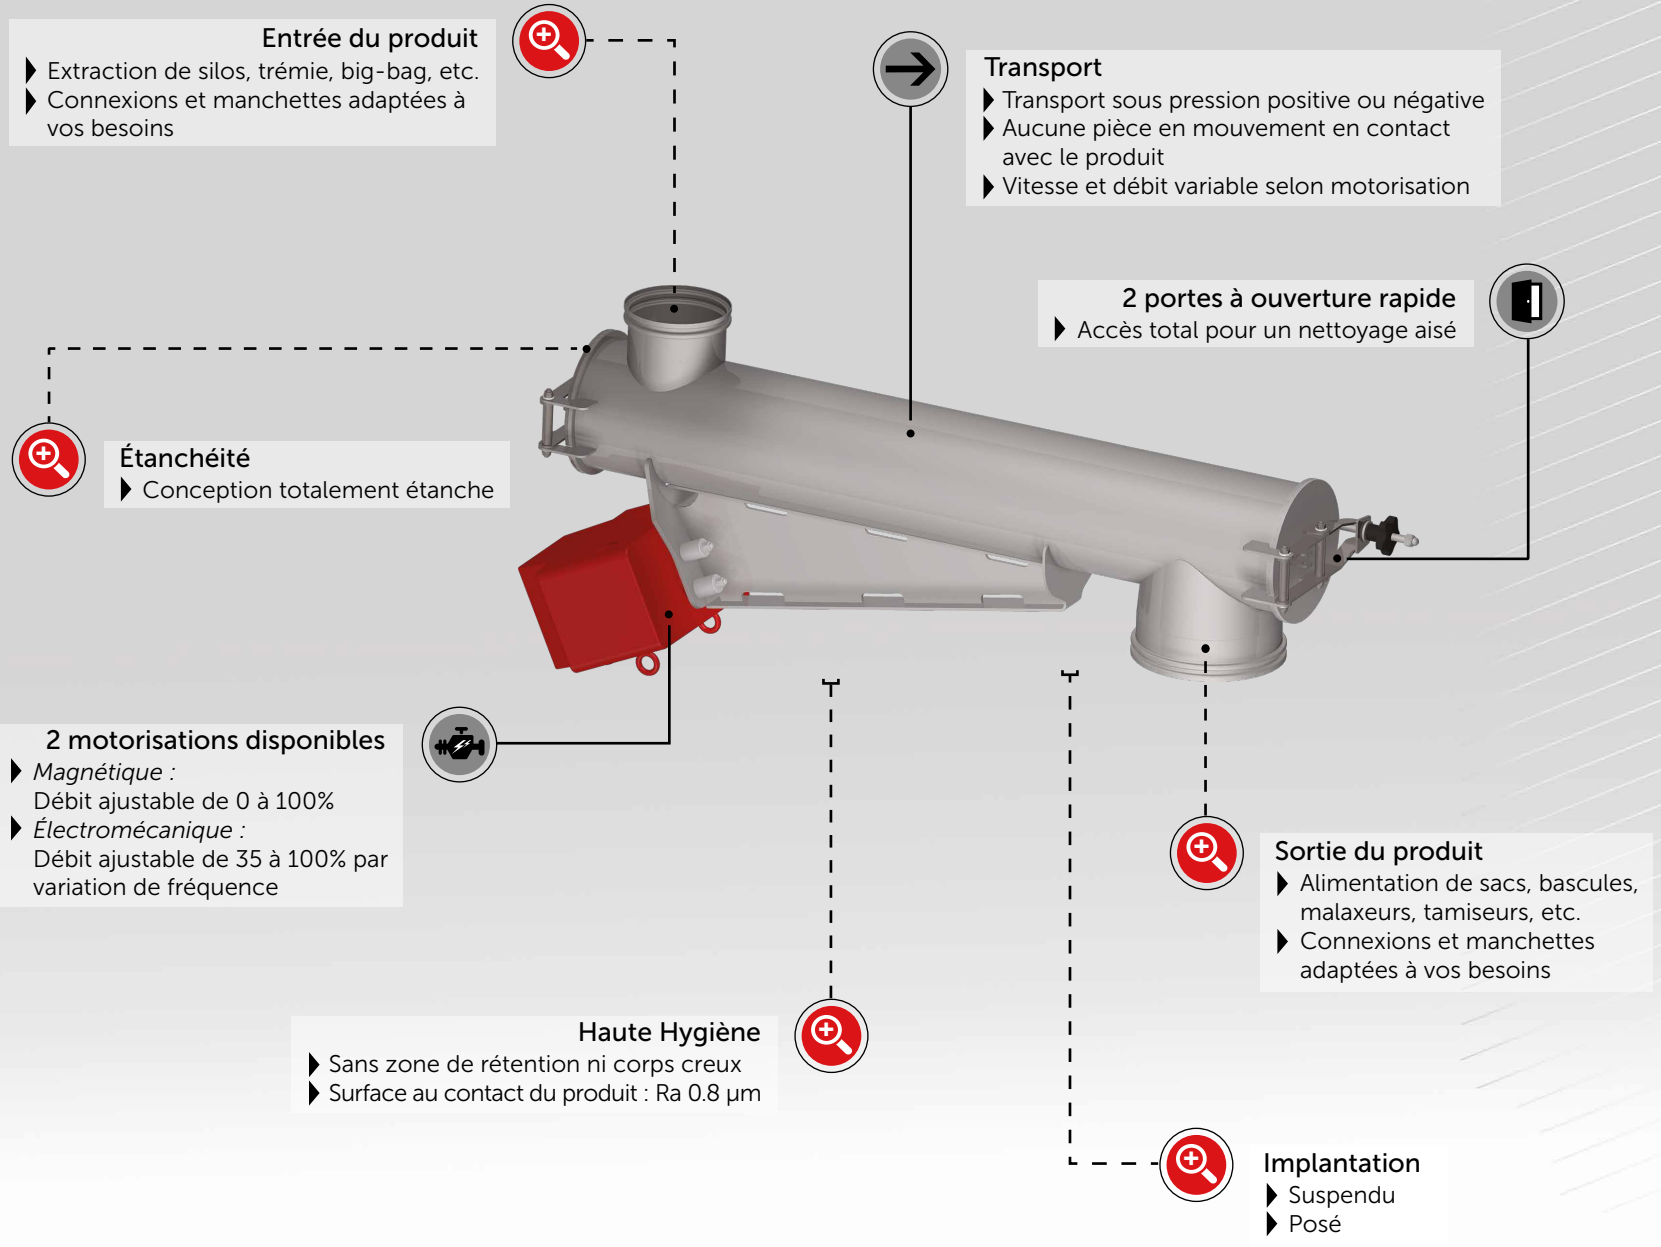 Entrée du produit
Extraction de silos, trémie, big-bag, etc.
Connexions et manchettes adaptées à
vos besoins
Transport
Transport sous pression positive ou négative
Aucune pièce en mouvement en contact
avec le produit
Vitesse et débit variable selon motorisation
2 portes à ouverture rapide
Accès total pour un nettoyage aisé
Étanchéité
Conception totalement étanche
2 motorisations disponibles
Magnétique :
Débit ajustable de 0 à 100%
Électromécanique :
Débit ajustable de 35 à 100% par
variation de fréquence
Sortie du produit
Alimentation de sacs, bascules,
malaxeurs, tamiseurs, etc.
Connexions et manchettes
adaptées à vos besoins
Haute Hygiène
Sans zone de rétention ni corps creux
Surface au contact du produit : Ra 0.8 µm
Implantation
Suspendu
Posé